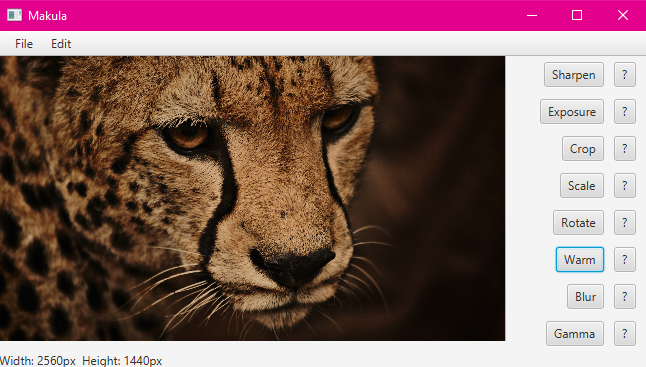 Makula
File Edit
Sharpen ?
Exposure ?
Crop ?
Scale ?
Rotate ?
Warm ?
Blur ?
Gamma ?
Width: 2560px Height: 1440px